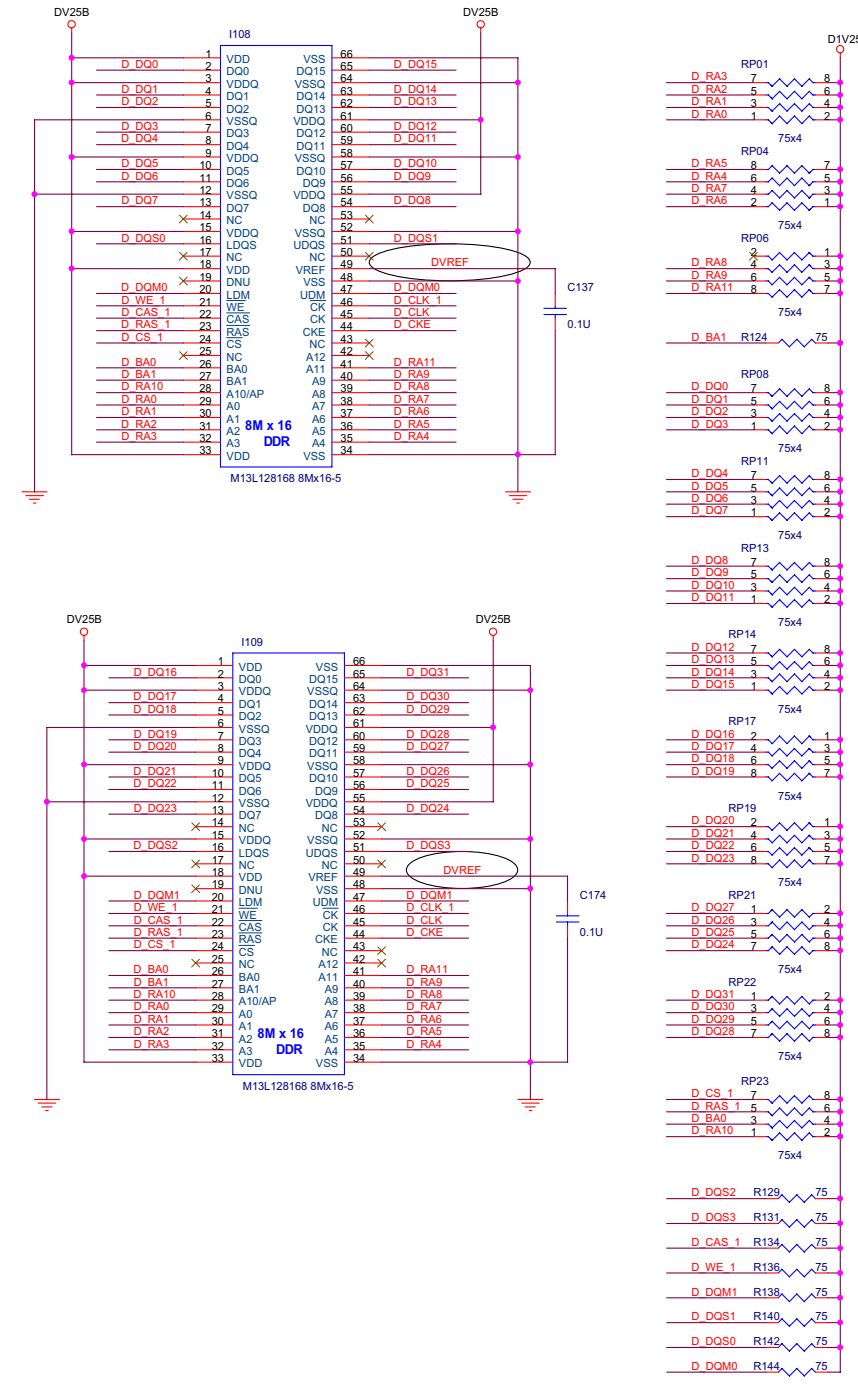 DV25B DV25B
I108
1 VDD VSS 66
D_DQ0 2 DQ0 DQ15 65 D_DQ15
3 VDDQ VSSQ 64
D_DQ1 4 DQ1 DQ14 63 D_DQ14
D_DQ2 5 DQ2 DQ13 62 D_DQ13
6 VSSQ VDDQ 61
D_DQ3 7 DQ3 DQ12 60 D_DQ12
D_DQ4 8 DQ4 DQ11 59 D_DQ11
9 VDDQ VSSQ 58
D_DQ5 10 DQ5 DQ10 57 D_DQ10
D_DQ6 11 DQ6 DQ9 56 D_DQ9
12 VSSQ VDDQ 55
D_DQ7 13 DQ7 DQ8 54 D_DQ8
14 NC NC 53
15 VDDQ VSSQ 52
D_DQS0 16 LDQS UDQS 51 D_DQS1
17 NC NC 50
18 VDD VREF 49 DVREF
19 DNU VSS 48
D_DQM0 20 LDM UDM 47 D_DQM0
D_WE_1 21 WE CK 46 D_CLK_1
D_CAS_1 22 CAS CK 45 D_CLK
D_RAS_1 23 RAS CKE 44 D_CKE
D_CS_1 24 CS NC 43
25 NC A12 42
D_BA0 26 BA0 A11 41 D_RA11
D_BA1 27 BA1 A9 40 D_RA9
D_RA10 28 A10/AP A8 39 D_RA8
D_RA0 29 A0 A7 38 D_RA7
D_RA1 30 A1 A6 37 D_RA6
D_RA2 31 A2 A5 36 D_RA5
D_RA3 32 A3 A4 35 D_RA4
33 VDD VSS 34
8M x 16
DDR
M13L128168 8Mx16-5
C137
0.1U
DV25B DV25B
I109
1 VDD VSS 66
D_DQ16 2 DQ0 DQ15 65 D_DQ31
3 VDDQ VSSQ 64
D_DQ17 4 DQ1 DQ14 63 D_DQ30
D_DQ18 5 DQ2 DQ13 62 D_DQ29
6 VSSQ VDDQ 61
D_DQ19 7 DQ3 DQ12 60 D_DQ28
D_DQ20 8 DQ4 DQ11 59 D_DQ27
9 VDDQ VSSQ 58
D_DQ21 10 DQ5 DQ10 57 D_DQ26
D_DQ22 11 DQ6 DQ9 56 D_DQ25
12 VSSQ VDDQ 55
D_DQ23 13 DQ7 DQ8 54 D_DQ24
14 NC NC 53
15 VDDQ VSSQ 52
D_DQS2 16 LDQS UDQS 51 D_DQS3
17 NC NC 50
18 VDD VREF 49 DVREF
19 DNU VSS 48
D_DQM1 20 LDM UDM 47 D_DQM1
D_WE_1 21 WE CK 46 D_CLK_1
D_CAS_1 22 CAS CK 45 D_CLK
D_RAS_1 23 RAS CKE 44 D_CKE
D_CS_1 24 CS NC 43
25 NC A12 42
D_BA0 26 BA0 A11 41 D_RA11
D_BA1 27 BA1 A9 40 D_RA9
D_RA10 28 A10/AP A8 39 D_RA8
D_RA0 29 A0 A7 38 D_RA7
D_RA1 30 A1 A6 37 D_RA6
D_RA2 31 A2 A5 36 D_RA5
D_RA3 32 A3 A4 35 D_RA4
33 VDD VSS 34
8M x 16
DDR
M13L128168 8Mx16-5
C174
0.1U
D1V25
RP01
D_RA3 7 8
D_RA2 5 6
D_RA1 3 4
D_RA0 1 2
75x4
RP04
D_RA5 8 7
D_RA4 6 5
D_RA7 4 3
D_RA6 2 1
75x4
RP06
2 1
D_RA8 4 3
D_RA9 6 5
D_RA11 8 7
75x4
D_BA1 R124 75
RP08
D_DQ0 7 8
D_DQ1 5 6
D_DQ2 3 4
D_DQ3 1 2
75x4
RP11
D_DQ4 7 8
D_DQ5 5 6
D_DQ6 3 4
D_DQ7 1 2
75x4
RP13
D_DQ8 7 8
D_DQ9 5 6
D_DQ10 3 4
D_DQ11 1 2
75x4
RP14
D_DQ12 7 8
D_DQ13 5 6
D_DQ14 3 4
D_DQ15 1 2
75x4
RP17
D_DQ16 2 1
D_DQ17 4 3
D_DQ18 6 5
D_DQ19 8 7
75x4
RP19
D_DQ20 2 1
D_DQ21 4 3
D_DQ22 6 5
D_DQ23 8 7
75x4
RP21
D_DQ27 1 2
D_DQ26 3 4
D_DQ25 5 6
D_DQ24 7 8
75x4
RP22
D_DQ31 1 2
D_DQ30 3 4
D_DQ29 5 6
D_DQ28 7 8
75x4
RP23
D_CS_1 7 8
D_RAS_1 5 6
D_BA0 3 4
D_RA10 1 2
75x4
D_DQS2 R129 75
D_DQS3 R131 75
D_CAS_1 R134 75
D_WE_1 R136 75
D_DQM1 R138 75
D_DQS1 R140 75
D_DQS0 R142 75
D_DQM0 R144 75